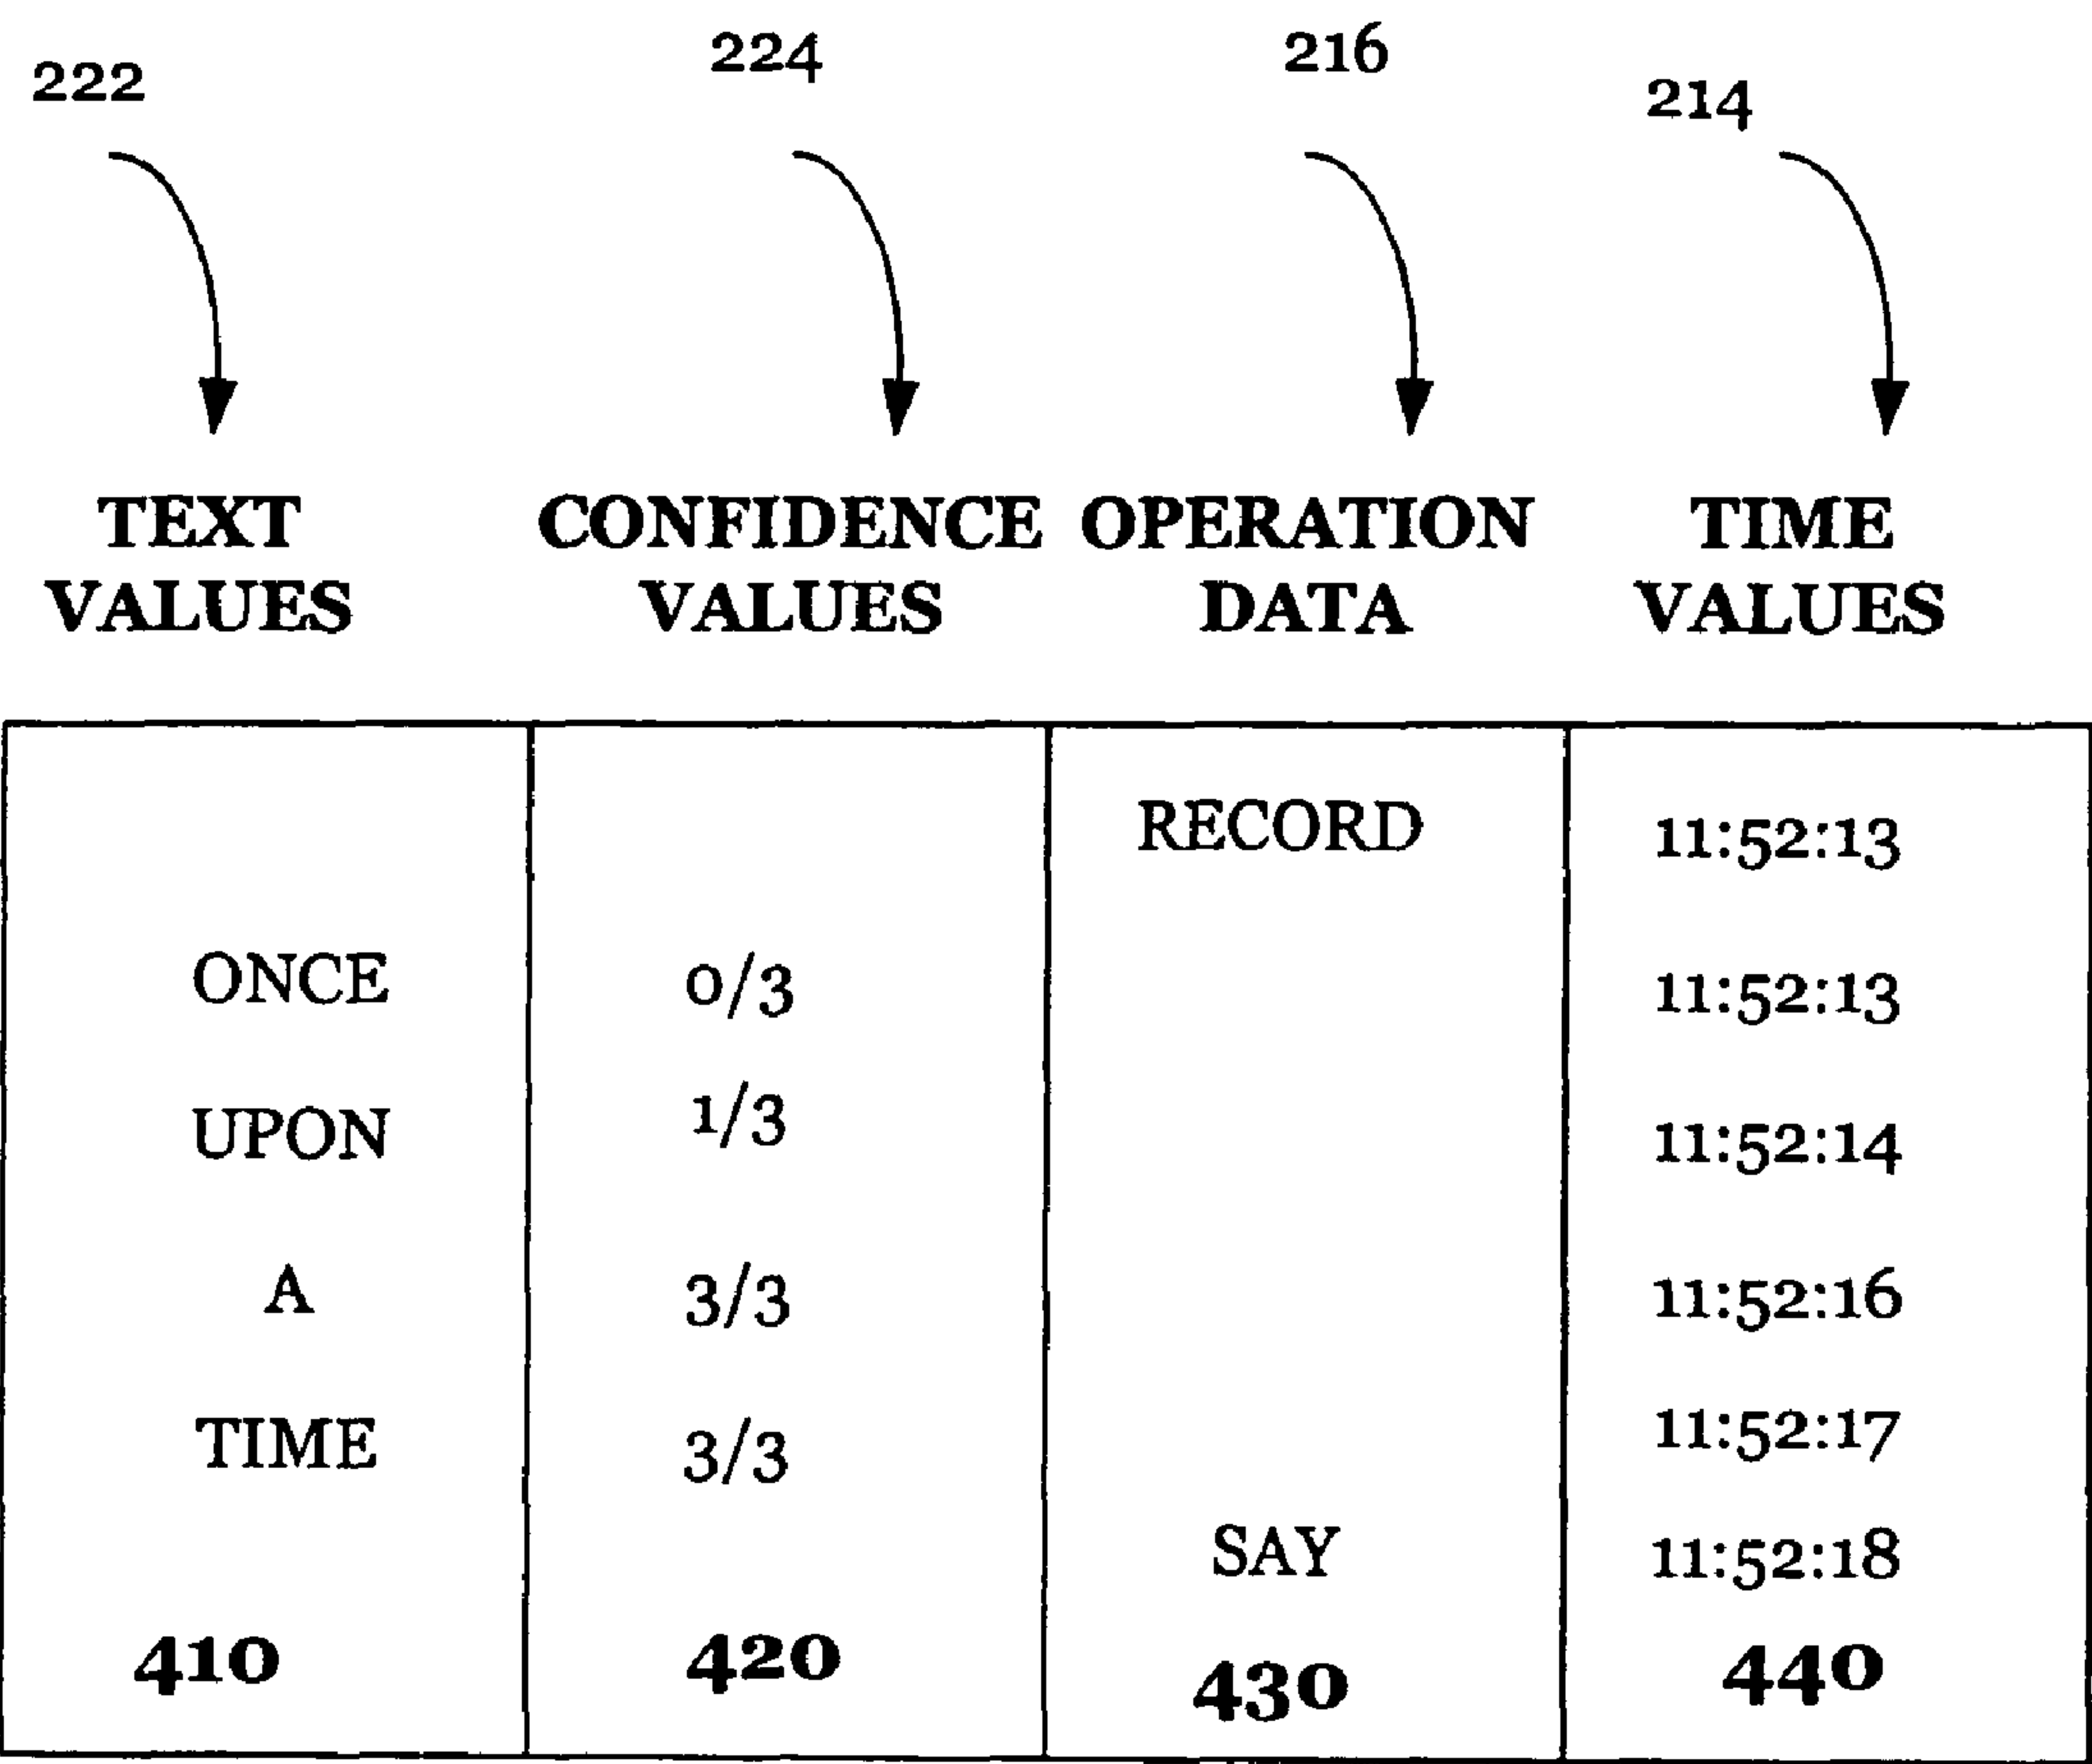 222 224 216 214
TEXT CONFIDENCE OPERATION TIME
VALUES VALUES DATA VALUES
RECORD 11:52:13
ONCE 0/3 11:52:13
UPON 1/3 11:52:14
A 3/3 11:52:16
TIME 3/3 11:52:17
SAY 11:52:18
410 420 430 440